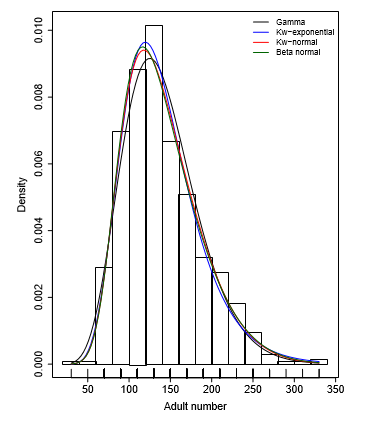 Gamma
Kw−exponential
Kw−normal
Beta normal
0.010
0.008
0.006
0.004
0.002
0.000
Density
50 100 150 200 250 300 350
Adult number